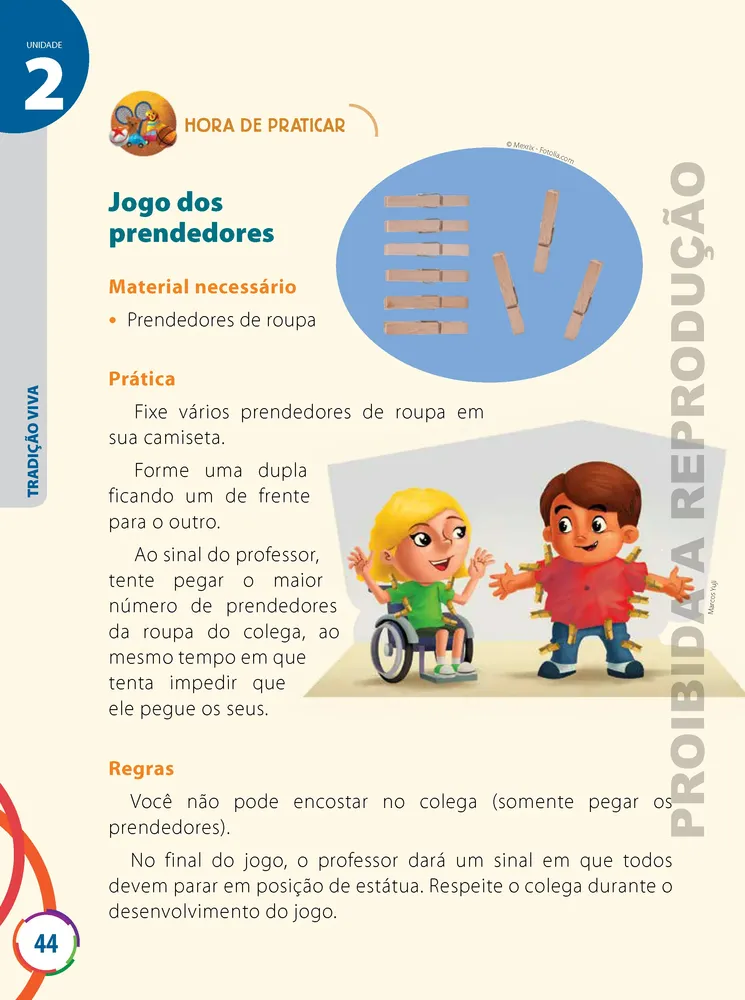 UNIDADE
2
HORA DE PRATICAR
© Mexrix - Fotolia.com
Jogo dos
prendedores
Material necessário
• Prendedores de roupa
Prática
Fixe vários prendedores de roupa em
sua camiseta.
Forme uma dupla
ficando um de frente
para o outro.
Ao sinal do professor,
tente pegar o maior
número de prendedores
da roupa do colega, ao
mesmo tempo em que
tenta impedir que
ele pegue os seus.
Marcos Yuji
Regras
Você não pode encostar no colega (somente pegar os
prendedores).
No final do jogo, o professor dará um sinal em que todos
devem parar em posição de estátua. Respeite o colega durante o
desenvolvimento do jogo.
TRADIÇÃO VIVA
PROIBIDA A REPRODUÇÃO
44